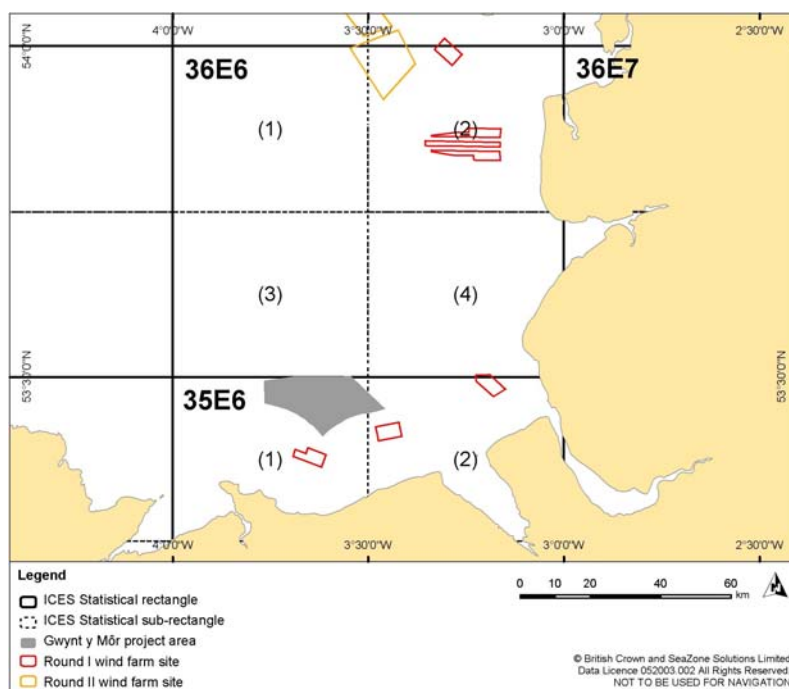 4°0'0"W 3°30'0"W 3°0'0"W 2°30'0"W
54°0'0"N
36E6 36E7
(1) (2)
(3) (4)
53°30'0"N 53°30'0"N
35E6
(1) (2)
4°0'0"W 3°30'0"W 3°0'0"W 2°30'0"W
Legend
ICES Statistical rectangle
ICES Statistical sub-rectangle
Gwynt y Môr project area
Round I wind farm site
Round II wind farm site
0 10 20 40 60
km
N
© British Crown and SeaZone Solutions Limited
Data Licence 052003.002 All Rights Reserved.
NOT TO BE USED FOR NAVIGATION